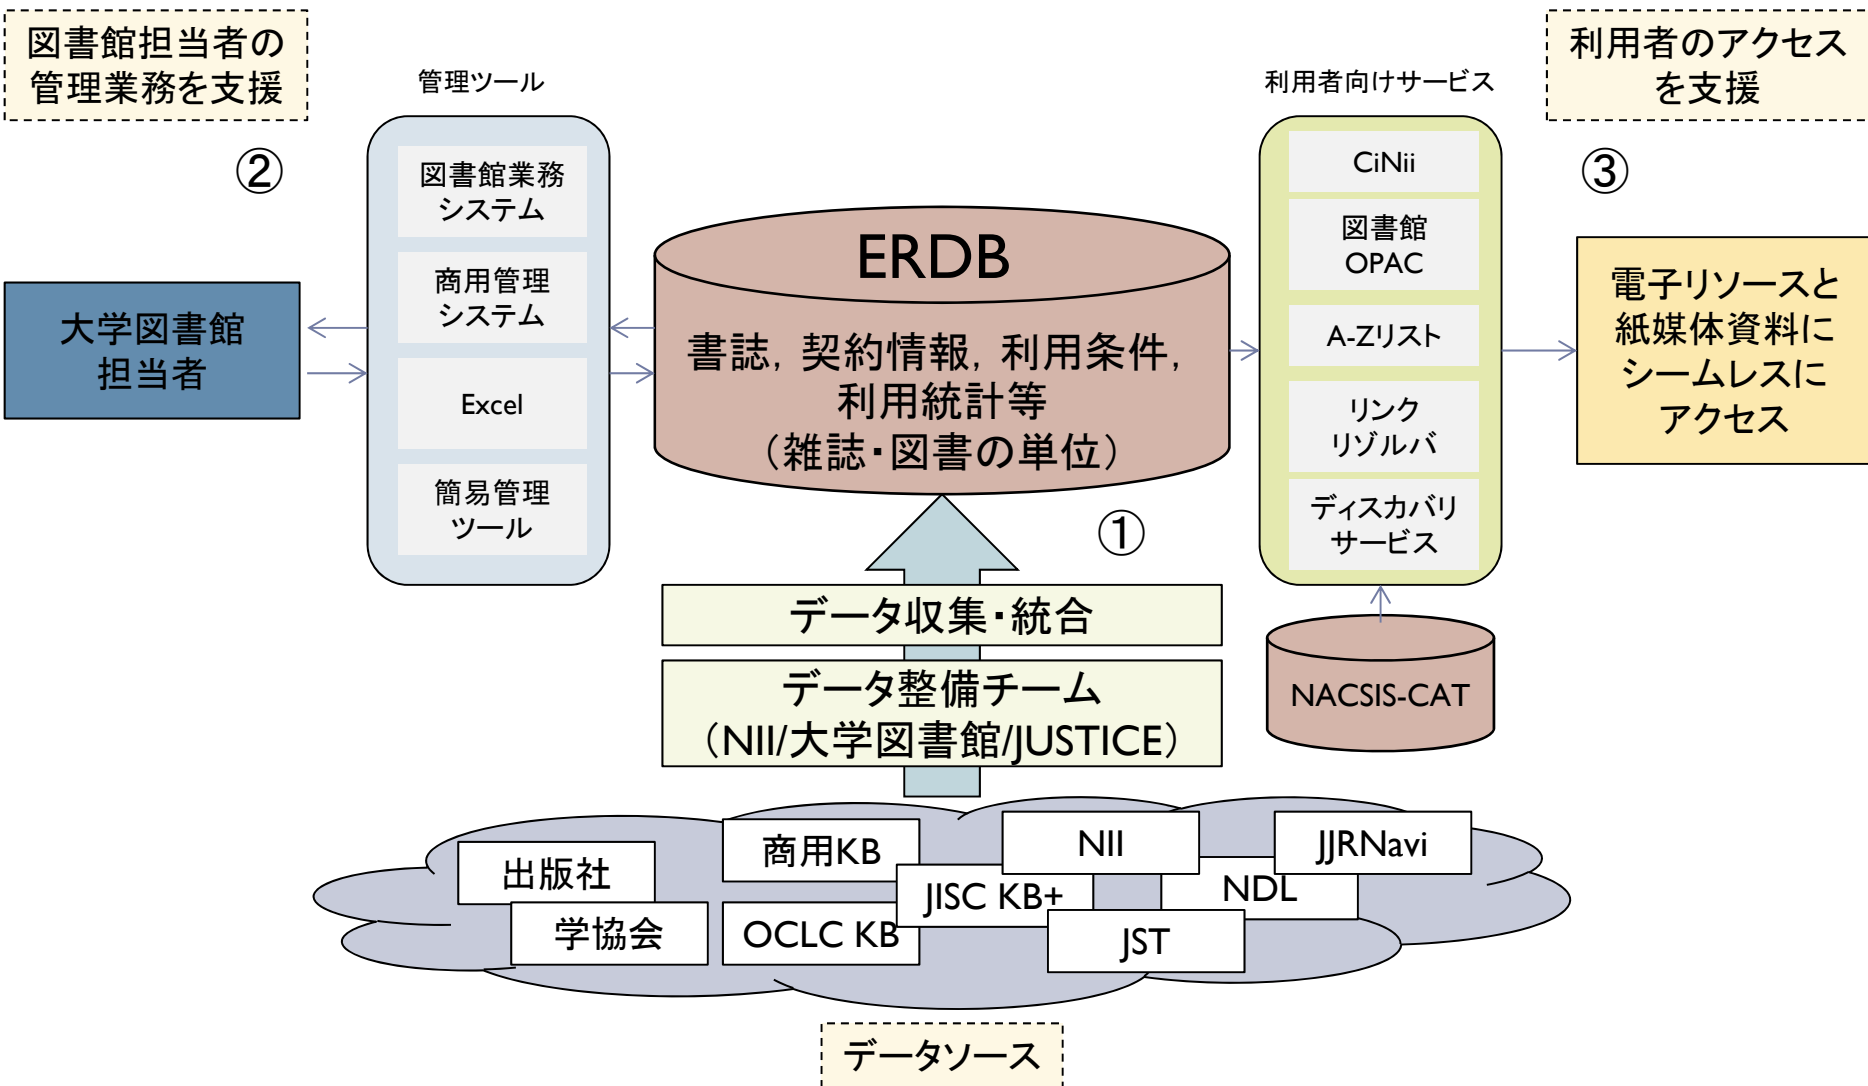 図書館担当者の
管理業務を支援
管理ツール
利用者向けサービス
利用者のアクセス
を支援
②
③
図書館業務
システム
商用管理
システム
Excel
簡易管理
ツール
大学図書館
担当者
ERDB
書誌，契約情報，利用条件，
利用統計等
（雑誌・図書の単位）
CiNii
図書館
OPAC
A-Zリスト
リンク
リゾルバ
ディスカバリ
サービス
電子リソースと
紙媒体資料に
シームレスに
アクセス
①
データ収集・統合
データ整備チーム
（NII/大学図書館/JUSTICE）
NACSIS-CAT
出版社
学協会
商用KB
OCLC KB
JISC KB+
NII
JST
NDL
JJRNavi
データソース